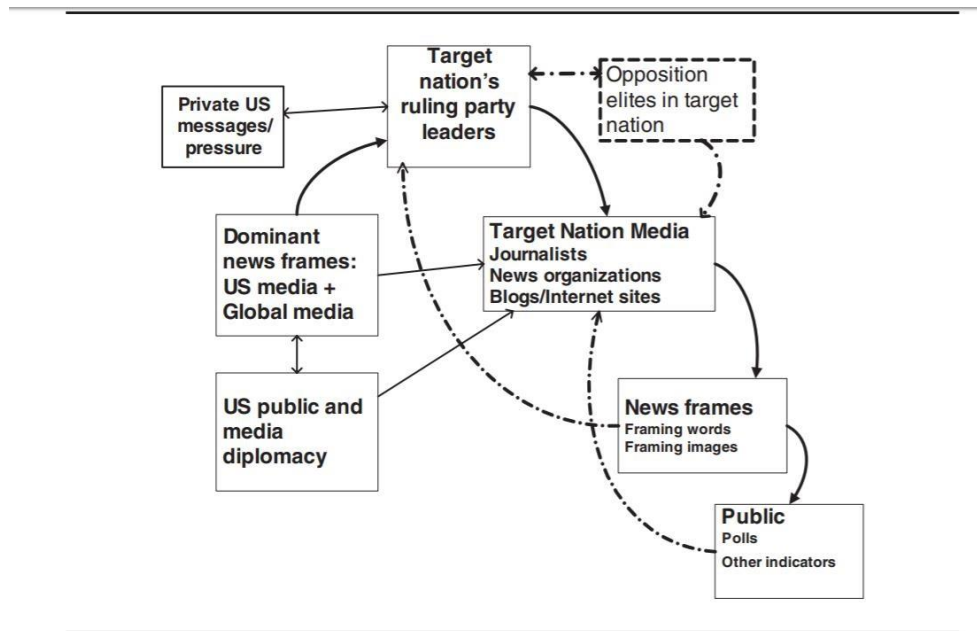 Target
nation's
ruling party
leaders
Opposition
elites in target
nation
Private US
messages/
pressure
Dominant
news frames:
US media +
Global media
Target Nation Media
Journalists
News organizations
Blogs/Internet sites
US public and
media
diplomacy
News frames
Framing words
Framing images
Public
Polls
Other indicators